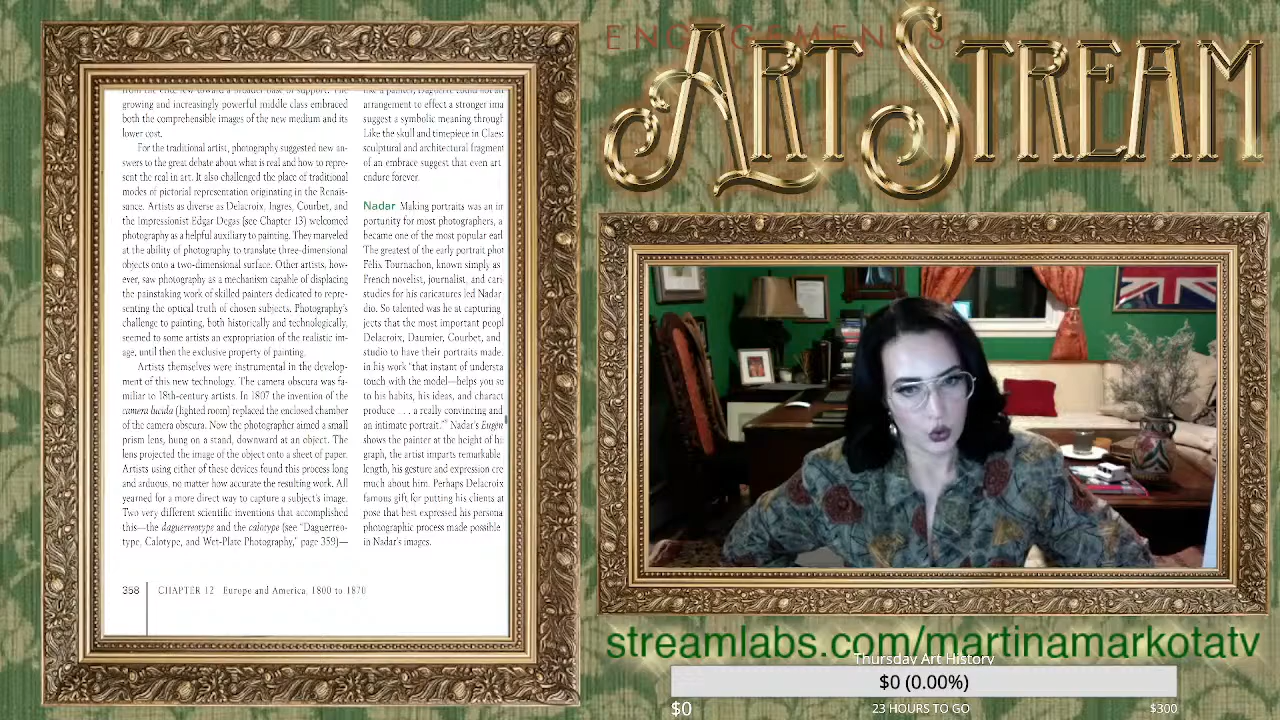 growing and increasingly powerful middle class embraced
both the comprehensible images of the new medium and its
lower cost.
For the traditional artist, photography suggested new an-
swers to the great debate about what is real and how to repre-
sent the real in art. It also challenged the place of traditional
modes of pictorial representation originating in the Renais-
sance. Artists as diverse as Delacroix, Ingres, Courbet, and
the Impressionist Edgar Degas (see Chapter 13) welcomed
photography as a helpful auxiliary to painting. They marveled
at the ability of photography to translate three-dimensional
objects onto a two-dimensional surface. Other artists, how-
ever, saw photography as a mechanism capable of displacing
the painstaking work of skilled painters dedicated to repre-
senting the optical truth of chosen subjects. Photography's
challenge to painting, both historically and technologically,
seemed to some artists an expropriation of the realistic im-
age, until then the exclusive property of painting.
Artists themselves were instrumental in the develop-
ment of this new technology. The camera obscura was fa-
miliar to 18th-century artists. In 1807 the invention of the
camera lucida (lighted room) replaced the enclosed chamber
of the camera obscura. Now the photographer aimed a small
prism lens, hung on a stand, downward at an object. The
lens projected the image of the object onto a sheet of paper.
Artists using either of these devices found this process long
and arduous, no matter how accurate the resulting work. All
yearned for a more direct way to capture a subject's image.
Two very different scientific inventions that accomplished
this—the daguerreotype and the calotype (see "Daguerreo-
type, Calotype, and Wet-Plate Photography," page 359)—
arrangement to effect a stronger ima
suggest a symbolic meaning through
Like the skull and timepiece in Claesz
sculptural and architectural fragment
of an embrace suggest that even art
endure forever.
Nadar Making portraits was an im
portunity for most photographers, a
became one of the most popular earl
The greatest of the early portrait phot
Félix Tournachon, known simply as
French novelist, journalist, and cari
studies for his caricatures led Nadar
dio. So talented was he at capturing
jects that the most important peopl
Delacroix, Daumier, Courbet, and
studio to have their portraits made.
in his work "that instant of understa
touch with the model—helps you su
to his habits, his ideas, and charact
produce . . . a really convincing and
an intimate portrait." Nadar's Eugèn
shows the painter at the height of hi
the artist imparts remarkable
length, his gesture and expression cre
Perhaps Delacroix
famous gift for putting his clients at
pose that best expressed his persona
photographic process made possible
in Nadar's images.
358 CHAPTER 12 Europe and America, 1800 to 1870
ENGAGEMENTS
ART STREAM
streamlabs.com/martinamarkotatv
Thursday Art History
$0 (0.00%)
$0 23 HOURS TO GO $300